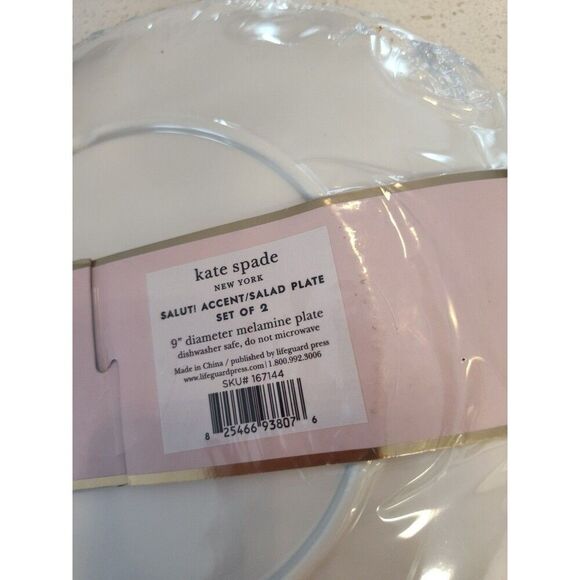 kate spade
NEW YORK
SALUT! ACCENT/SALAD PLATE
SET OF 2
9" diameter melamine plate
dishwasher safe, do not microwave
Made in China / published by lifeguard press
www.lifeguardpress.com | 1.800.992.3006
SKU# 167144
8 25466 93807 6